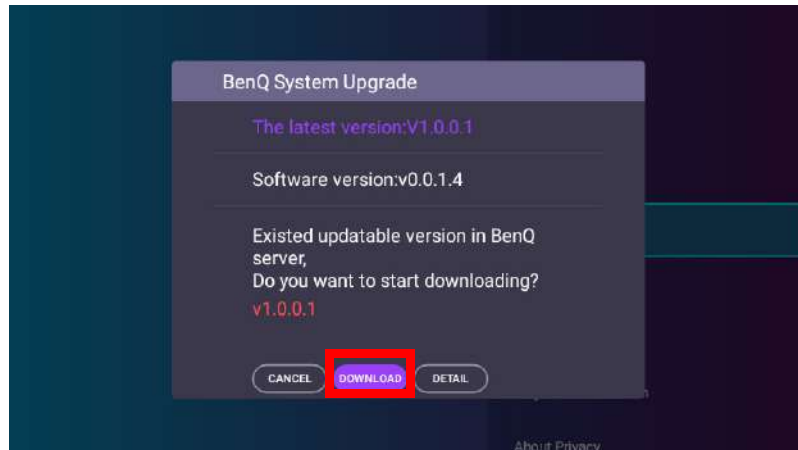 BenQ System Upgrade
The latest version:V1.0.0.1
Software version:v0.0.1.4
Existed updatable version in BenQ
server,
Do you want to start downloading?
v1.0.0.1
CANCEL DOWNLOAD DETAIL
About Privacy